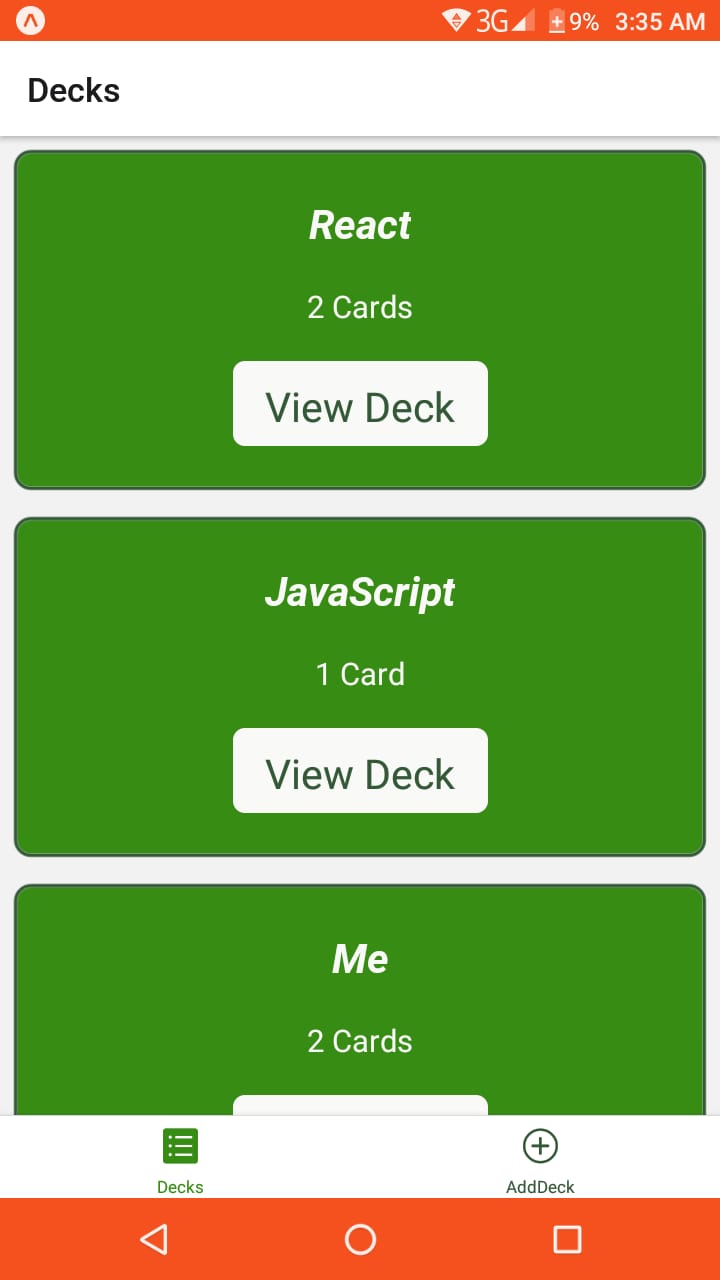 3G 9% 3:35 AM
Decks
React
2 Cards
View Deck
JavaScript
1 Card
View Deck
Me
2 Cards
Decks AddDeck